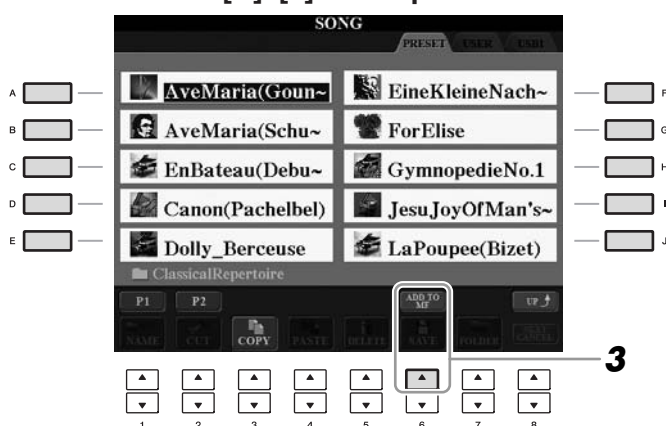 SONG
PRESET USER USB1
A AveMaria(Goun~ EineKleineNach~ F
B AveMaria(Schu~ ForElise G
C EnBateau(Debu~ GymnopedieNo.1 H
D Canon(Pachelbel) JesuJoyOfMan's~ I
E Dolly_Berceuse LaPoupee(Bizet) J
ClassicalRepertoire
P1 P2 ADD TO MF UP
NAME CUT COPY PASTE DELETE SAVE FOLDER NEXT CANCEL
3
1 2 3 4 5 6 7 8